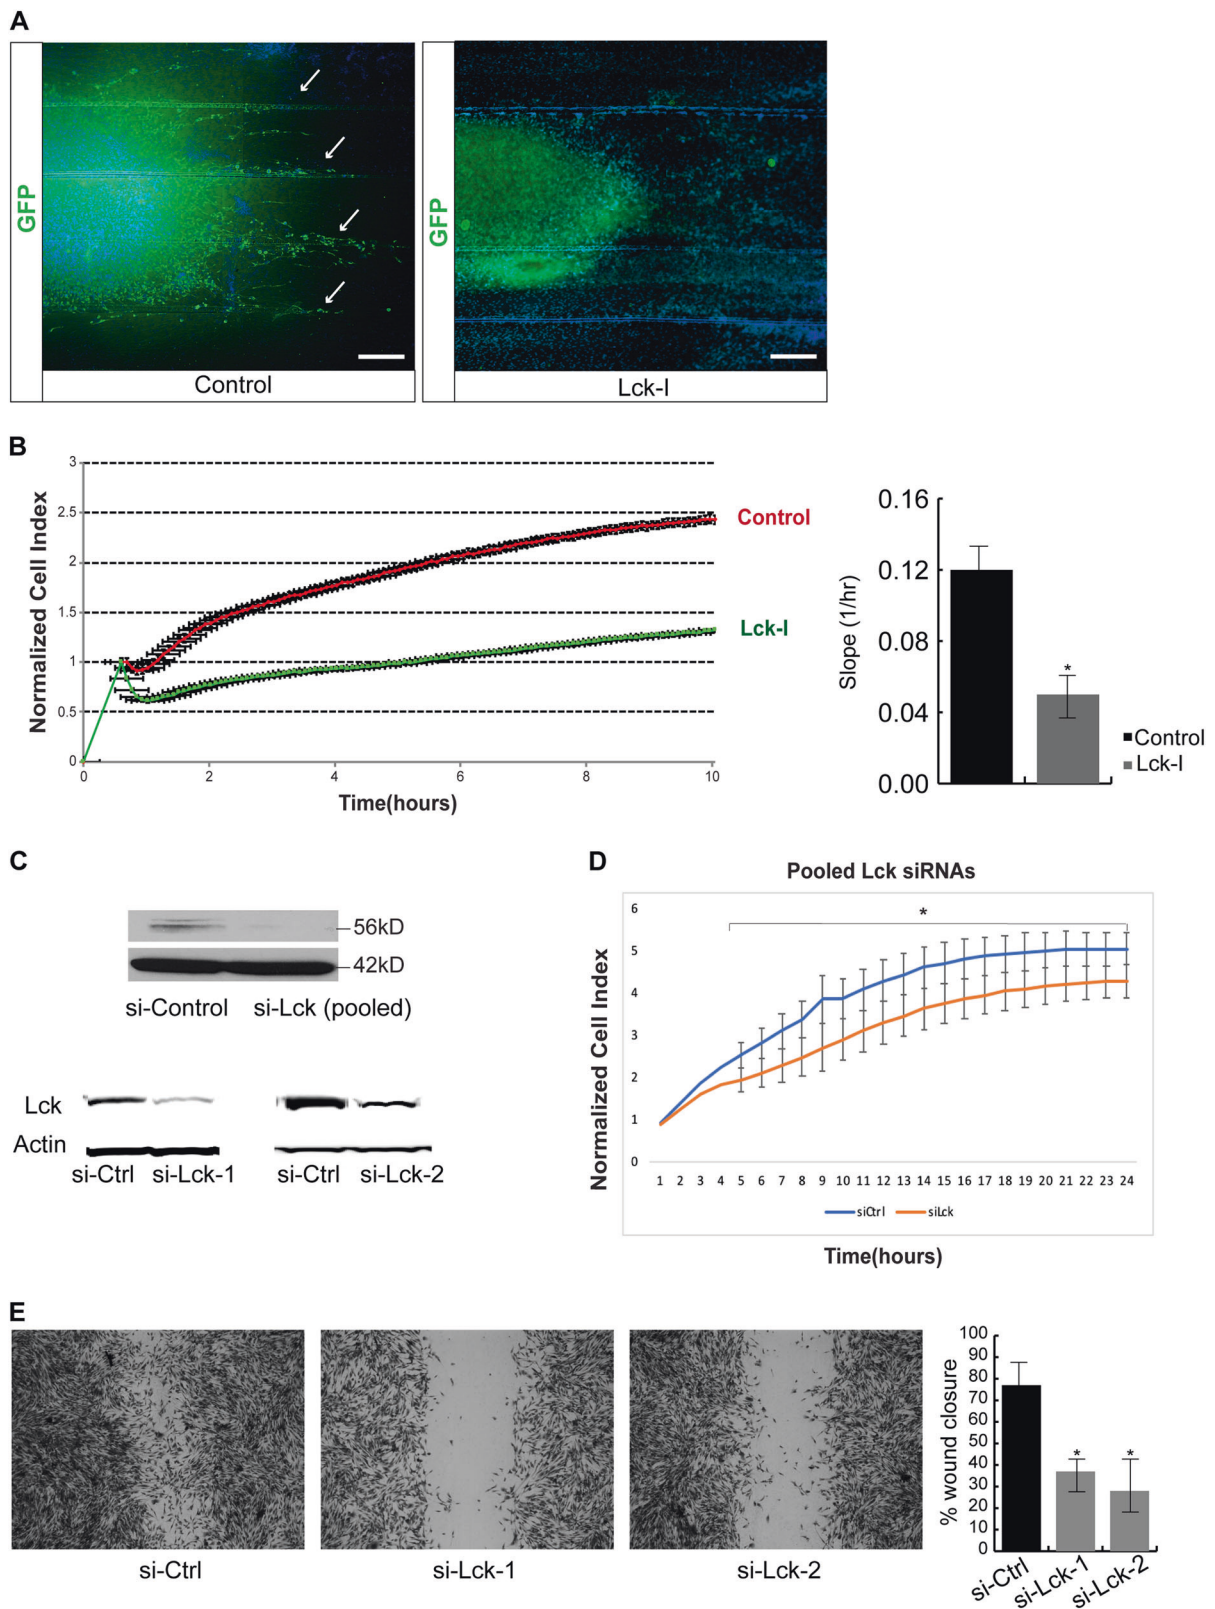 A
GFP
Control
GFP
Lck-I
B
Normalized Cell Index
3
2.5
2
1.5
1
0.5
0
0 2 4 6 8 10
Time(hours)
Control
Lck-I
Slope (1/hr)
0.16
0.12
0.08
0.04
0.00
*
Control
Lck-I
C
56kD
42kD
si-Control si-Lck (pooled)
Lck
Actin
si-Ctrl si-Lck-1 si-Ctrl si-Lck-2
D
Pooled Lck siRNAs
Normalized Cell Index
6
5
4
3
2
1
0
*
1 2 3 4 5 6 7 8 9 10 11 12 13 14 15 16 17 18 19 20 21 22 23 24
siCtrl siLck
Time(hours)
E
si-Ctrl
si-Lck-1
si-Lck-2
% wound closure
100
90
80
70
60
50
40
30
20
10
0
* *
si-Ctrl
si-Lck-1
si-Lck-2